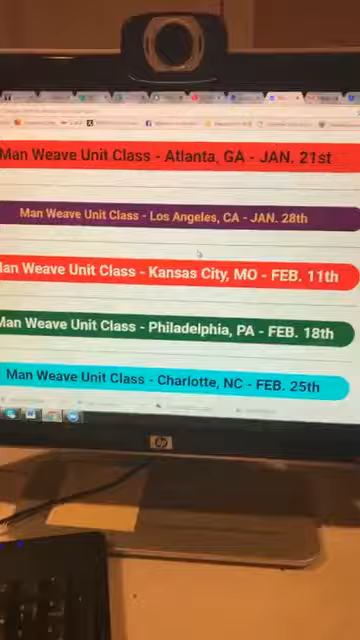 Man Weave Unit Class - Atlanta, GA - JAN. 21st
Man Weave Unit Class - Los Angeles, CA - JAN. 28th
Man Weave Unit Class - Kansas City, MO - FEB. 11th
Man Weave Unit Class - Philadelphia, PA - FEB. 18th
Man Weave Unit Class - Charlotte, NC - FEB. 25th
hp